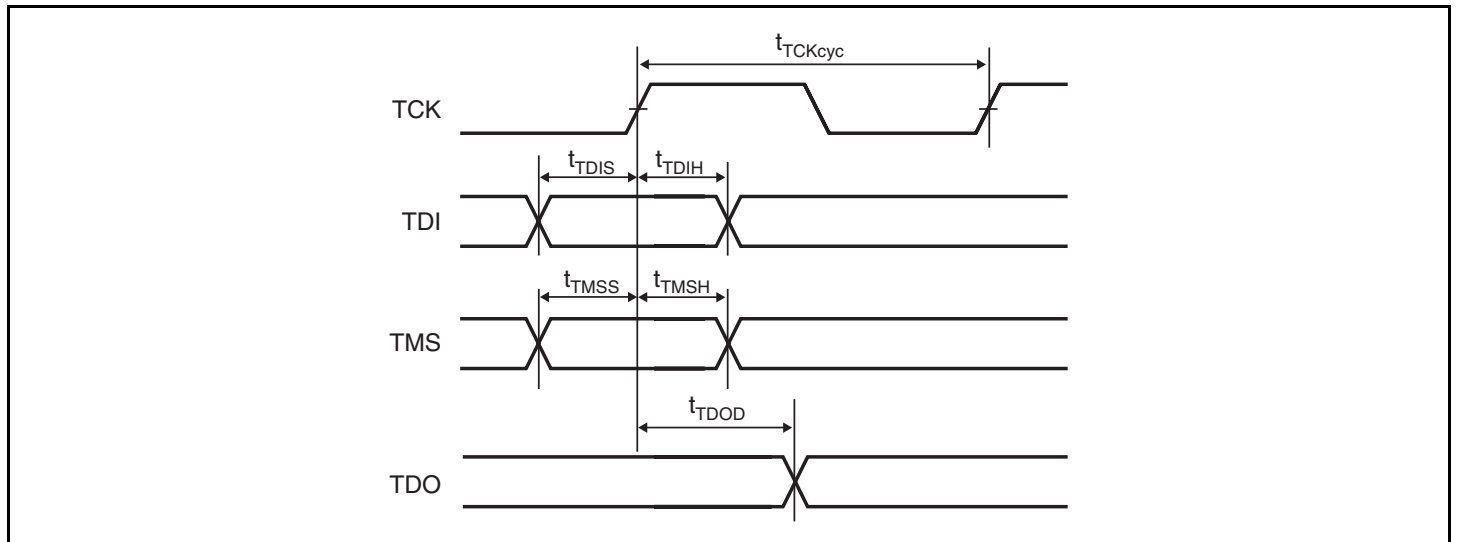 tTCKcyc
TCK
tTDIS tTDIH
TDI
tTMSS tTMSH
TMS
tTDOD
TDO